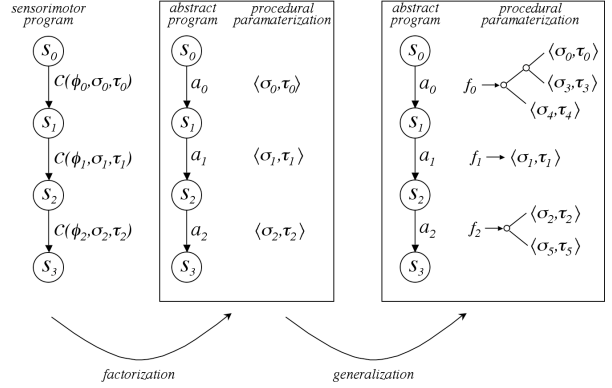 sensorimotor program
abstract program
procedural paramaterization
abstract program
procedural paramaterization
S0
C(ϕ0,σ0,τ0)
S1
C(ϕ1,σ1,τ1)
S2
C(ϕ2,σ2,τ2)
S3
S0
a0
⟨σ0,τ0⟩
S1
a1
⟨σ1,τ1⟩
S2
a2
⟨σ2,τ2⟩
S3
S0
a0
f0
⟨σ0,τ0⟩
⟨σ3,τ3⟩
⟨σ4,τ4⟩
S1
a1
f1
⟨σ1,τ1⟩
S2
a2
f2
⟨σ2,τ2⟩
⟨σ5,τ5⟩
S3
factorization
generalization